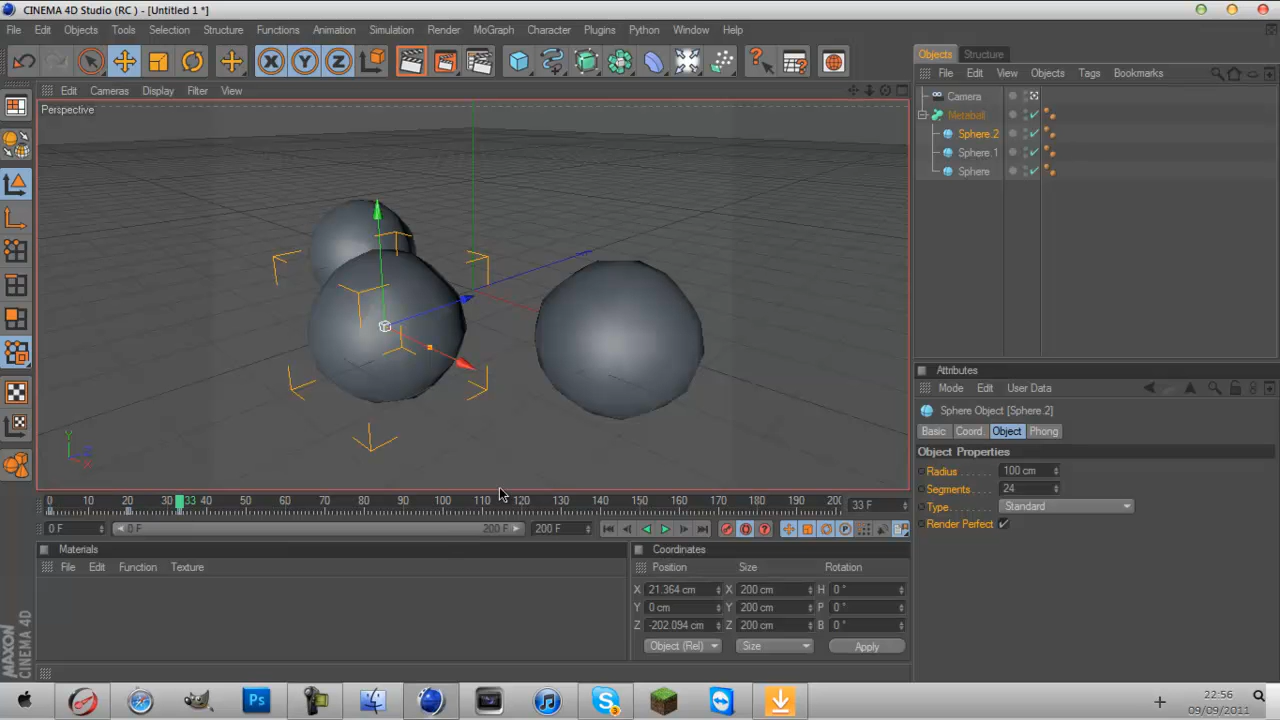 CINEMA 4D Studio (RC ) - [Untitled 1 *]
File Edit Objects Tools Selection Structure Functions Animation Simulation Render MoGraph Character Plugins Python Window Help
X Y Z
Edit Cameras Display Filter View
Perspective
Y
Z
X
0 10 20 30 33 40 50 60 70 80 90 100 110 120 130 140 150 160 170 180 190 200
33 F
0 F 0 F 200 F 200 F
Materials
File Edit Function Texture
Coordinates
Position Size Rotation
X 21.364 cm X 200 cm H 0 °
Y 0 cm Y 200 cm P 0 °
Z -202.094 cm Z 200 cm B 0 °
Object (Rel) Size Apply
Objects Structure
File Edit View Objects Tags Bookmarks
Camera
Metaball
Sphere.2
Sphere.1
Sphere
Attributes
Mode Edit User Data
Sphere Object [Sphere.2]
Basic Coord Object Phong
Object Properties
Radius 100 cm
Segments 24
Type Standard
Render Perfect
MAXON
CINEMA 4D
Ps
3
22:56
09/09/2011